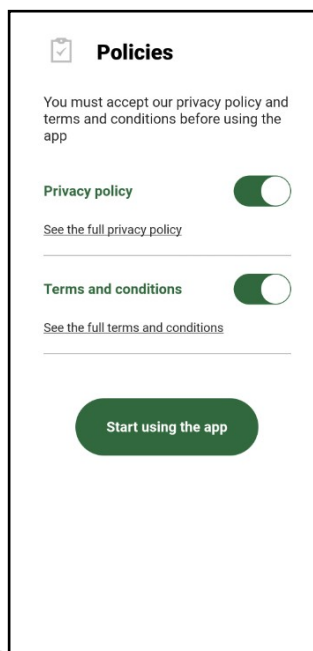 Policies
You must accept our privacy policy and
terms and conditions before using the
app
Privacy policy
See the full privacy policy
Terms and conditions
See the full terms and conditions
Start using the app